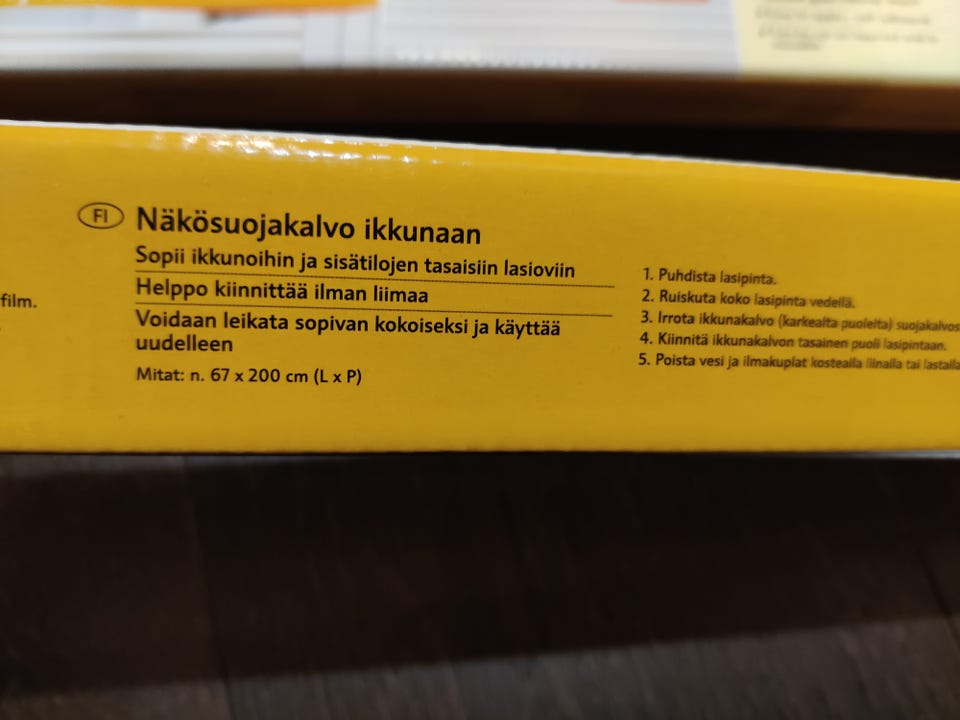 film.
FI
Näkösuojakalvo ikkunaan
Sopii ikkunoihin ja sisätilojen tasaisiin lasioviin
Helppo kiinnittää ilman liimaa
Voidaan leikata sopivan kokoiseksi ja käyttää
uudelleen
Mitat: n. 67 x 200 cm (L x P)
1. Puhdista lasipinta.
2. Ruiskuta koko lasipinta vedellä.
3. Irrota ikkunakalvo (karkealta puolelta) suojakalvos
4. Kiinnitä ikkunakalvon tasainen puoli lasipintaan.
5. Poista vesi ja ilmakuplat kostealla liinalla tai lastalla